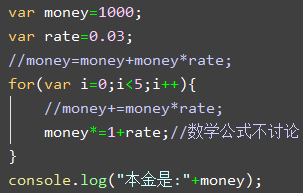 var money=1000;
var rate=0.03;
//money=money+money*rate;
for(var i=0;i<5;i++){
    //money+=money*rate;
    money*=1+rate;//数学公式不讨论
}
console.log("本金是:"+money);